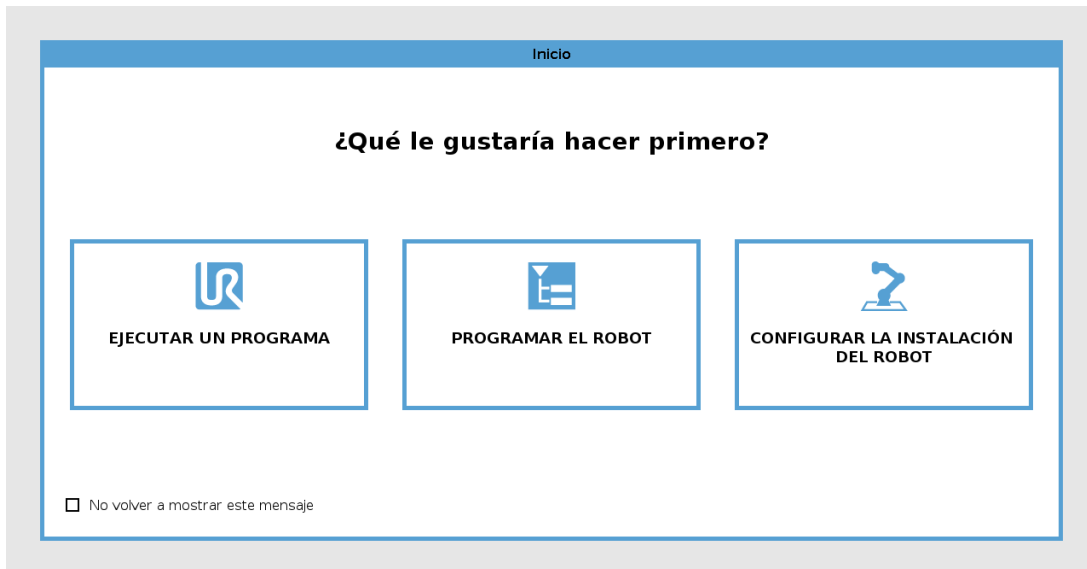 Inicio
¿Qué le gustaría hacer primero?
EJECUTAR UN PROGRAMA
PROGRAMAR EL ROBOT
CONFIGURAR LA INSTALACIÓN
DEL ROBOT
No volver a mostrar este mensaje